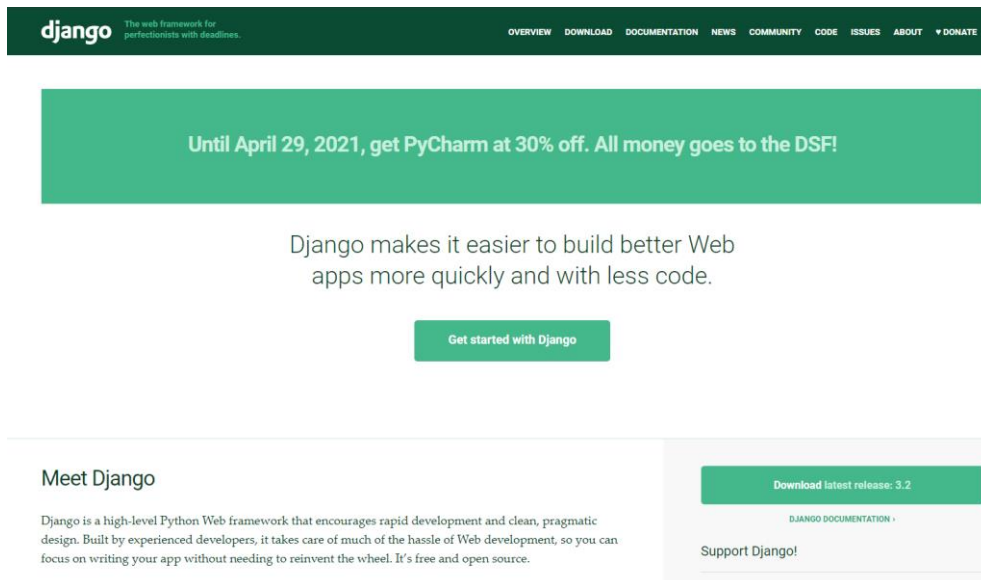 django
The web framework for
perfectionists with deadlines.
OVERVIEW DOWNLOAD DOCUMENTATION NEWS COMMUNITY CODE ISSUES ABOUT ♥ DONATE
Until April 29, 2021, get PyCharm at 30% off. All money goes to the DSF!
Django makes it easier to build better Web
apps more quickly and with less code.
Get started with Django
Meet Django
Django is a high-level Python Web framework that encourages rapid development and clean, pragmatic
design. Built by experienced developers, it takes care of much of the hassle of Web development, so you can
focus on writing your app without needing to reinvent the wheel. It's free and open source.
Download latest release: 3.2
DJANGO DOCUMENTATION ›
Support Django!